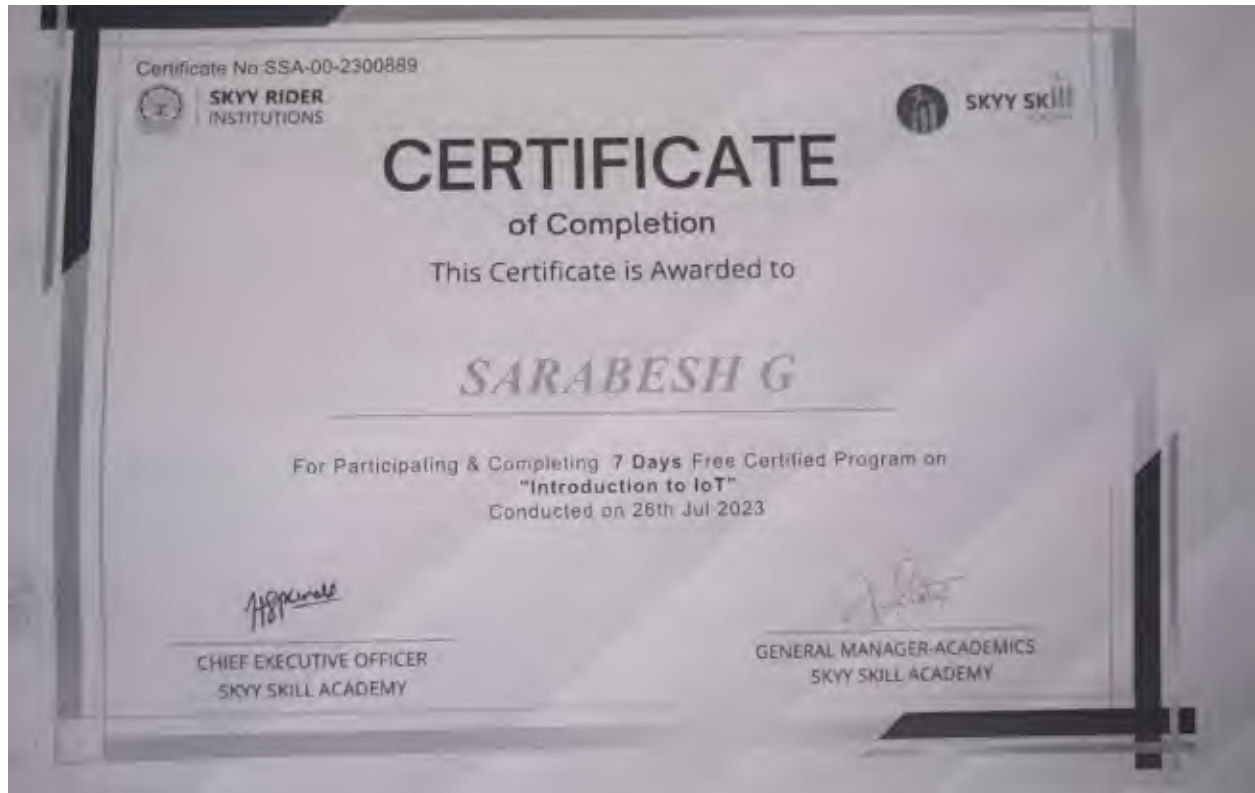 Certificate No:SSA-00-2300889
SKYY RIDER
INSTITUTIONS
SKYY SKILL
CERTIFICATE
of Completion
This Certificate is Awarded to
SARABESH G
For Participating & Completing 7 Days Free Certified Program on
"Introduction to IoT"
Conducted on 26th Jul 2023
CHIEF EXECUTIVE OFFICER
SKYY SKILL ACADEMY
GENERAL MANAGER-ACADEMICS
SKYY SKILL ACADEMY